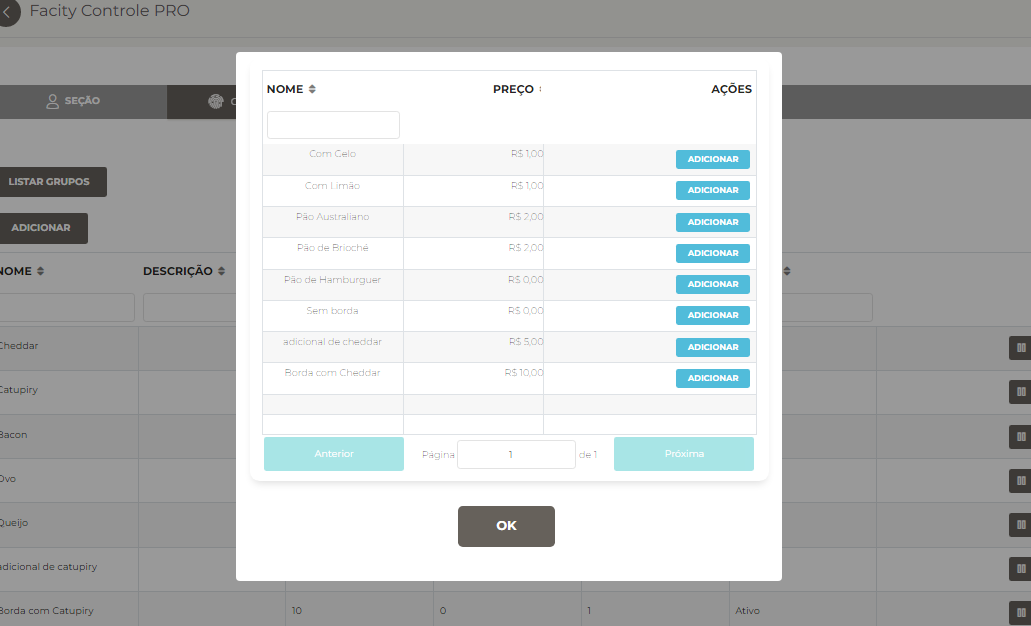 Facity Controle PRO
SEÇÃO
LISTAR GRUPOS
ADICIONAR
NOME DESCRIÇÃO
Cheddar
Catupiry
Bacon
Ovo
Queijo
adicional de catupiry
Borda com Catupiry 10 0 1 Ativo
NOME PREÇO AÇÕES
Com Gelo R$ 1,00 ADICIONAR
Com Limão R$ 1,00 ADICIONAR
Pão Australiano R$ 2,00 ADICIONAR
Pão de Brioché R$ 2,00 ADICIONAR
Pão de Hamburguer R$ 0,00 ADICIONAR
Sem borda R$ 0,00 ADICIONAR
adicional de cheddar R$ 5,00 ADICIONAR
Borda com Cheddar R$ 10,00 ADICIONAR
Anterior Página 1 de 1 Próxima
OK